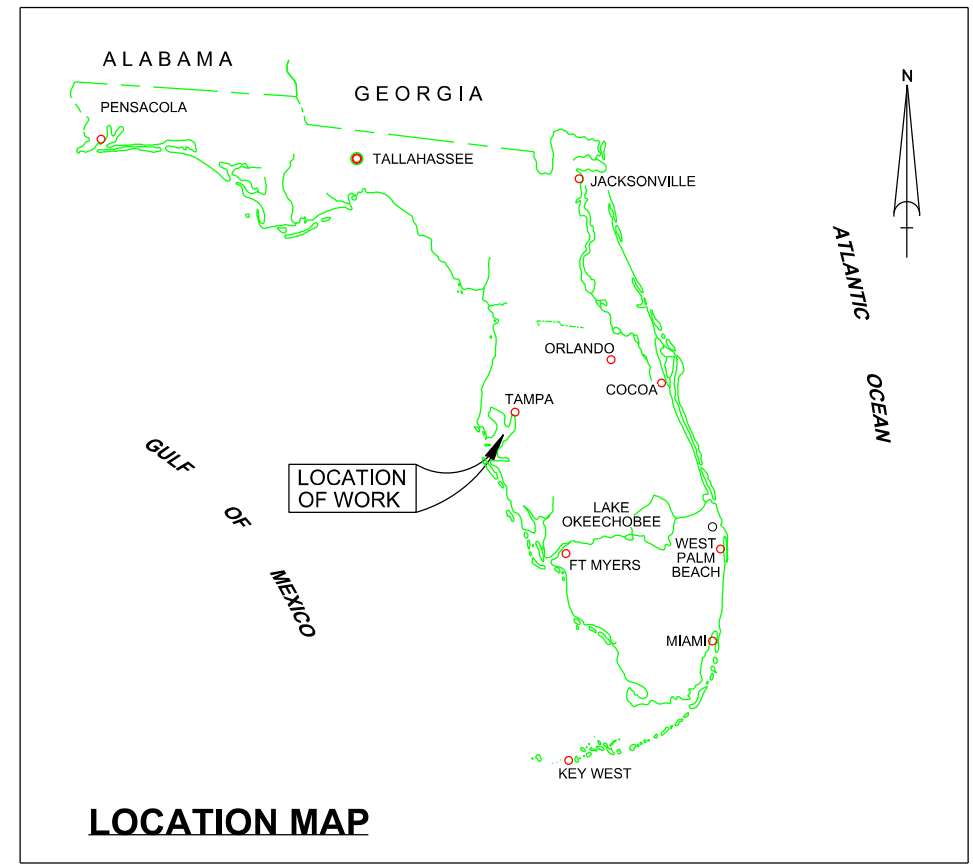 ALABAMA
GEORGIA
N
PENSACOLA
TALLAHASSEE
JACKSONVILLE
ATLANTIC
OCEAN
ORLANDO
COCOA
TAMPA
GULF
OF
MEXICO
LOCATION
OF WORK
LAKE
OKEECHOBEE
WEST
PALM
BEACH
FT MYERS
MIAMI
KEY WEST
LOCATION MAP